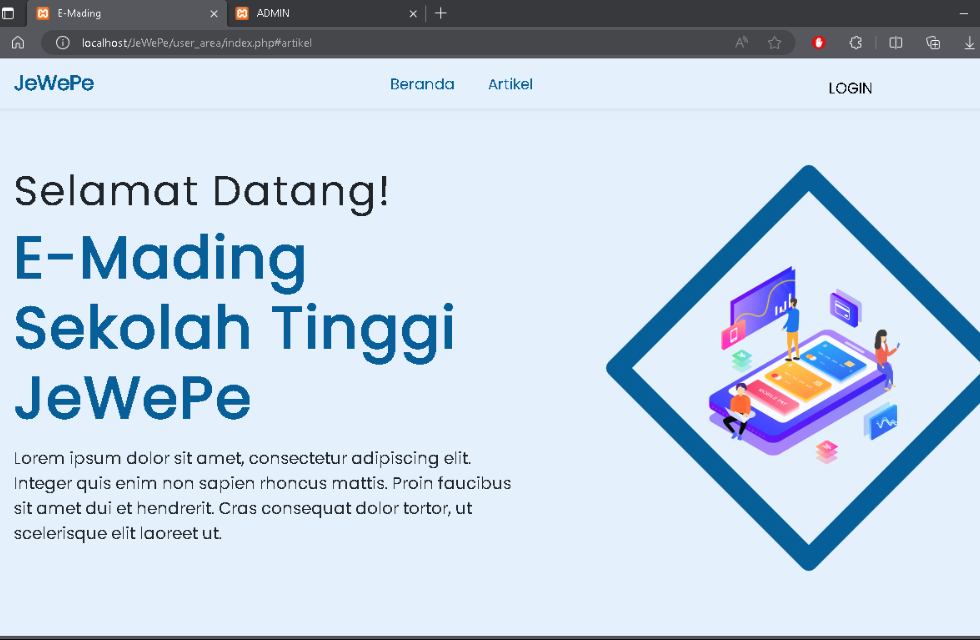 E-Mading
ADMIN
localhost/JeWePe/user_area/index.php#artikel
JeWePe
Beranda
Artikel
LOGIN
Selamat Datang!
E-Mading
Sekolah Tinggi
JeWePe
Lorem ipsum dolor sit amet, consectetur adipiscing elit.
Integer quis enim non sapien rhoncus mattis. Proin faucibus
sit amet dui et hendrerit. Cras consequat dolor tortor, ut
scelerisque elit laoreet ut.
MOBILE PAY